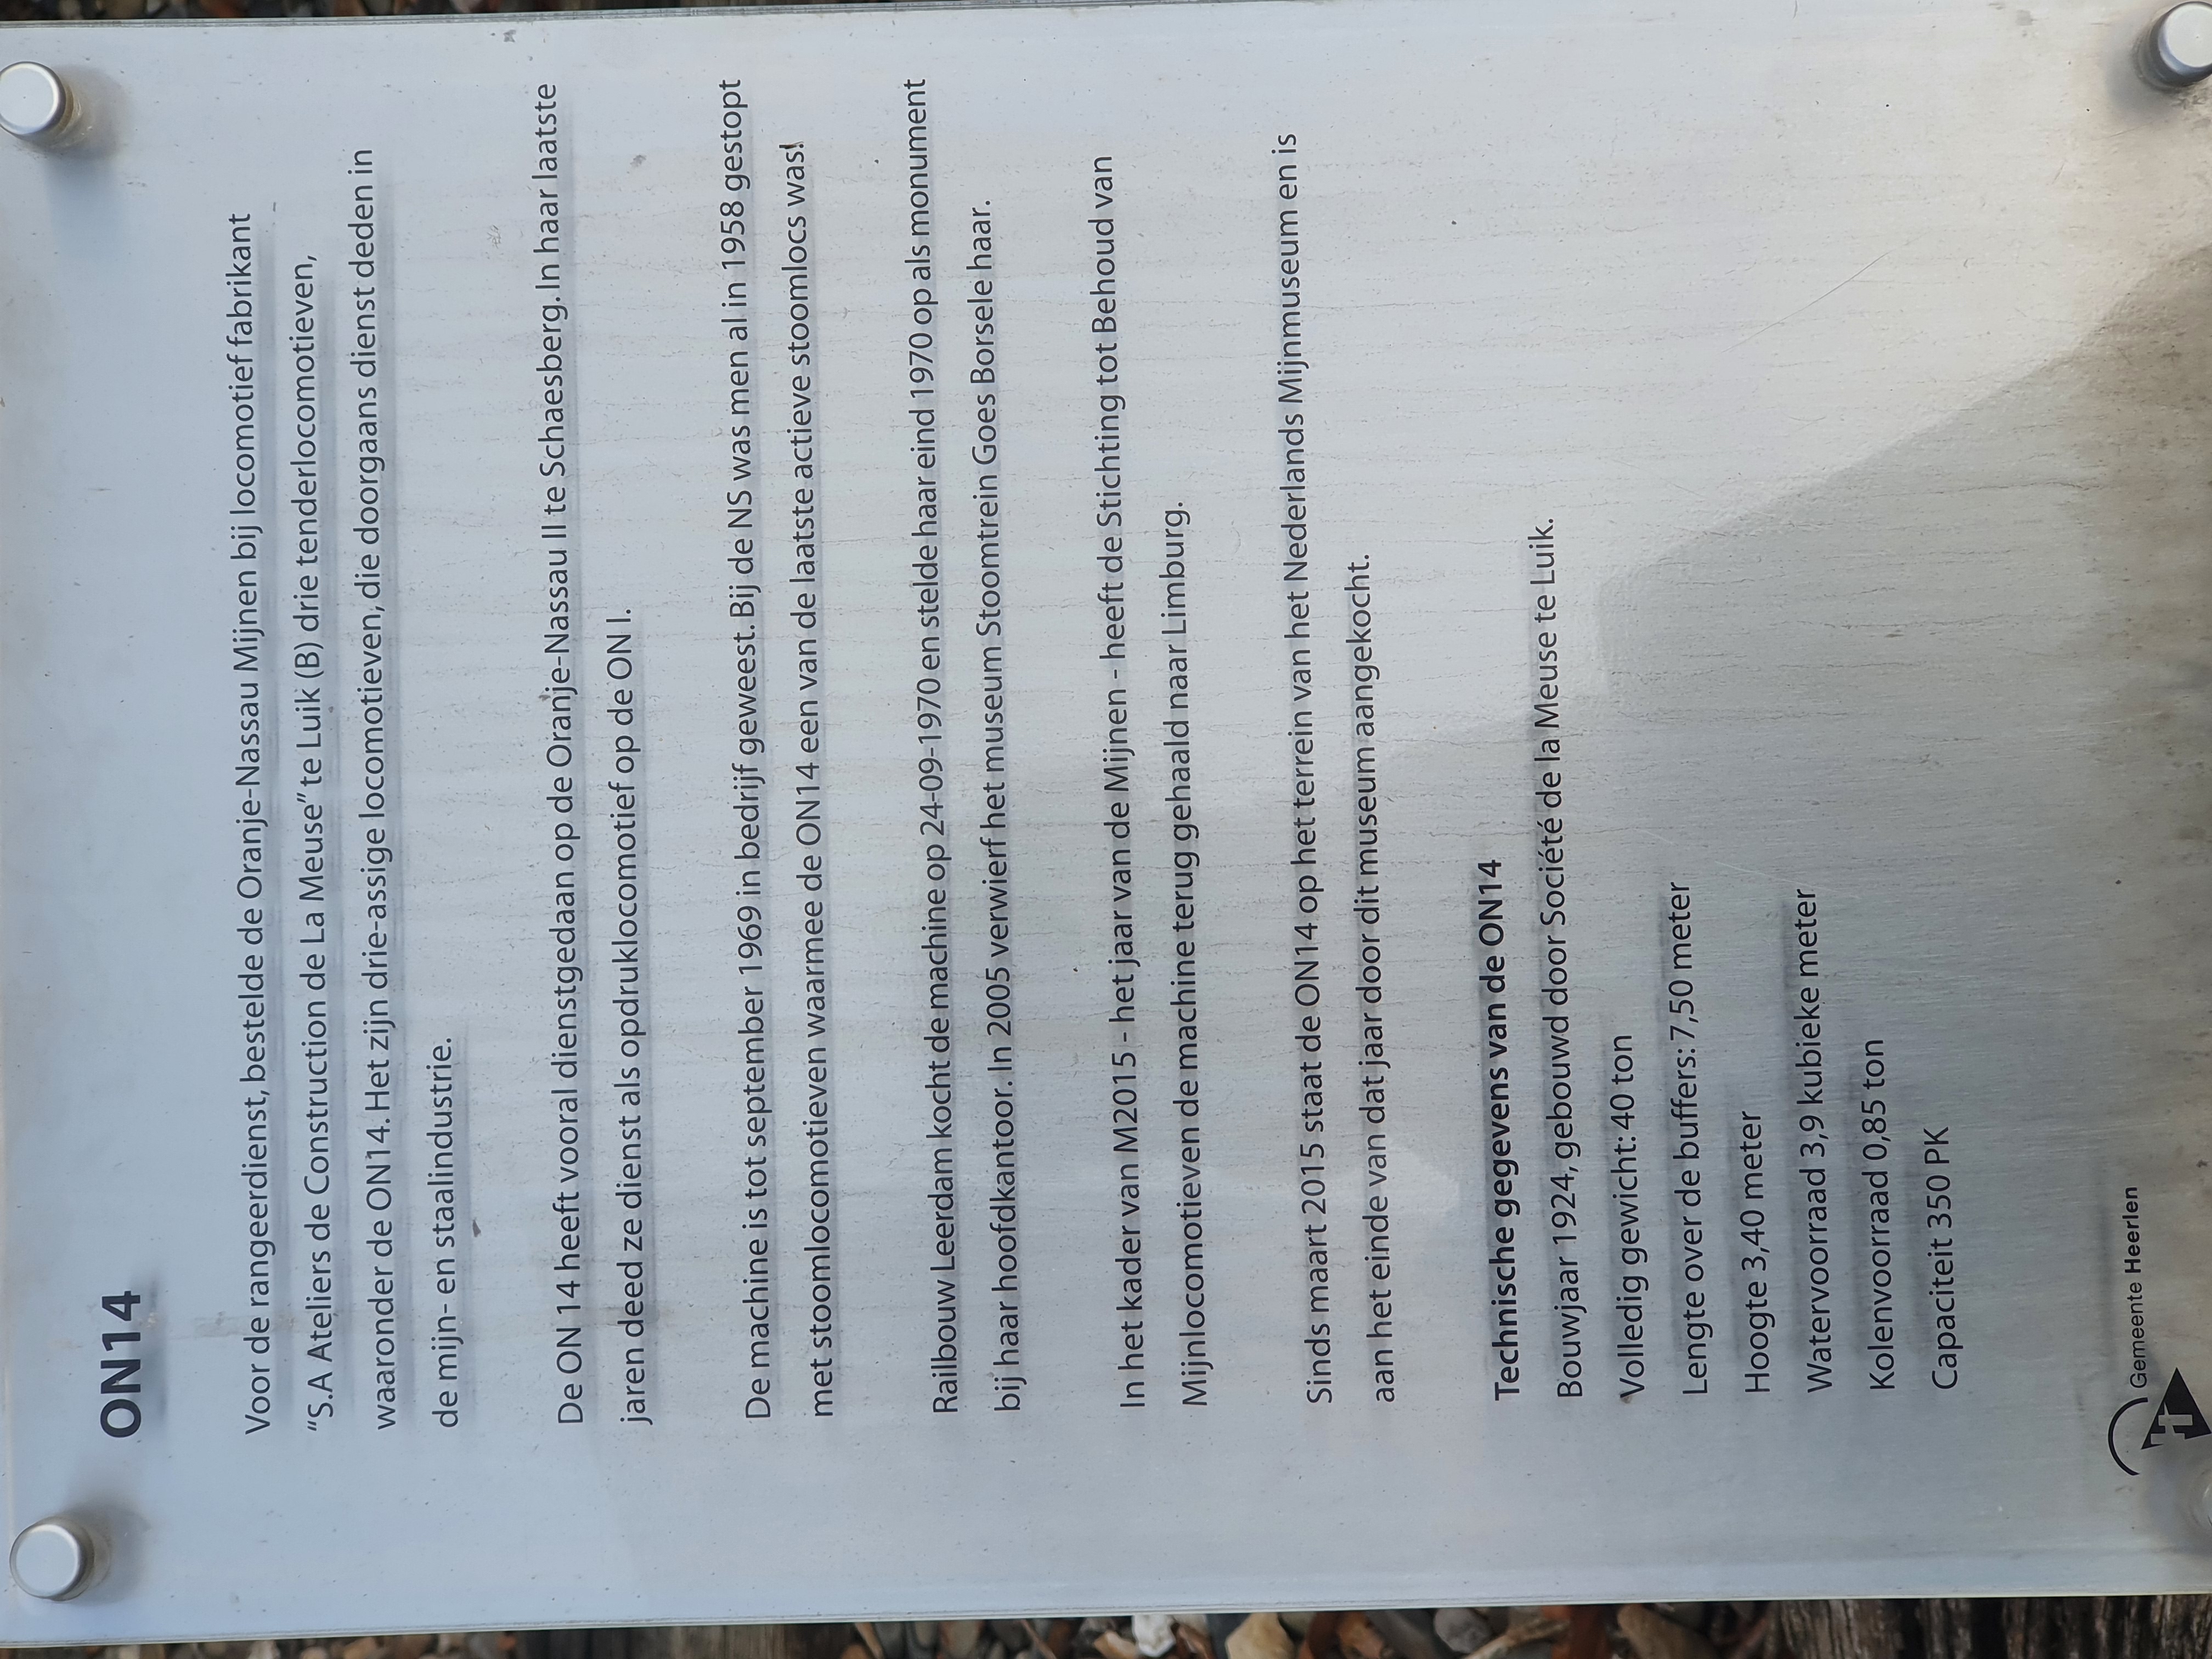 ON14
Voor de rangeerdienst, bestelde de Oranje-Nassau Mijnen bij locomotief fabrikant
“S.A Ateliers de Construction de La Meuse” te Luik (B) drie tenderlocomotieven,
waaronder de ON14. Het zijn drie-assige locomotieven, die doorgaans dienst deden in
de mijn- en staalindustrie.
De ON 14 heeft vooral dienstgedaan op de Oranje-Nassau II te Schaesberg. In haar laatste
jaren deed ze dienst als opdruklocomotief op de ON I.
De machine is tot september 1969 in bedrijf geweest. Bij de NS was men al in 1958 gestopt
met stoomlocomotieven waarmee de ON14 een van de laatste actieve stoomlocs was!
Railbouw Leerdam kocht de machine op 24-09-1970 en stelde haar eind 1970 op als monument
bij haar hoofdkantoor. In 2005 verwierf het museum Stoomtrein Goes Borsele haar.
In het kader van M2015 - het jaar van de Mijnen - heeft de Stichting tot Behoud van
Mijnlocomotieven de machine terug gehaald naar Limburg.
Sinds maart 2015 staat de ON14 op het terrein van het Nederlands Mijnmuseum en is
aan het einde van dat jaar door dit museum aangekocht.
Technische gegevens van de ON14
Bouwjaar 1924, gebouwd door Société de la Meuse te Luik.
Volledig gewicht: 40 ton
Lengte over de buffers: 7,50 meter
Hoogte 3,40 meter
Watervoorraad 3,9 kubieke meter
Kolenvoorraad 0,85 ton
Capaciteit 350 PK
Gemeente Heerlen